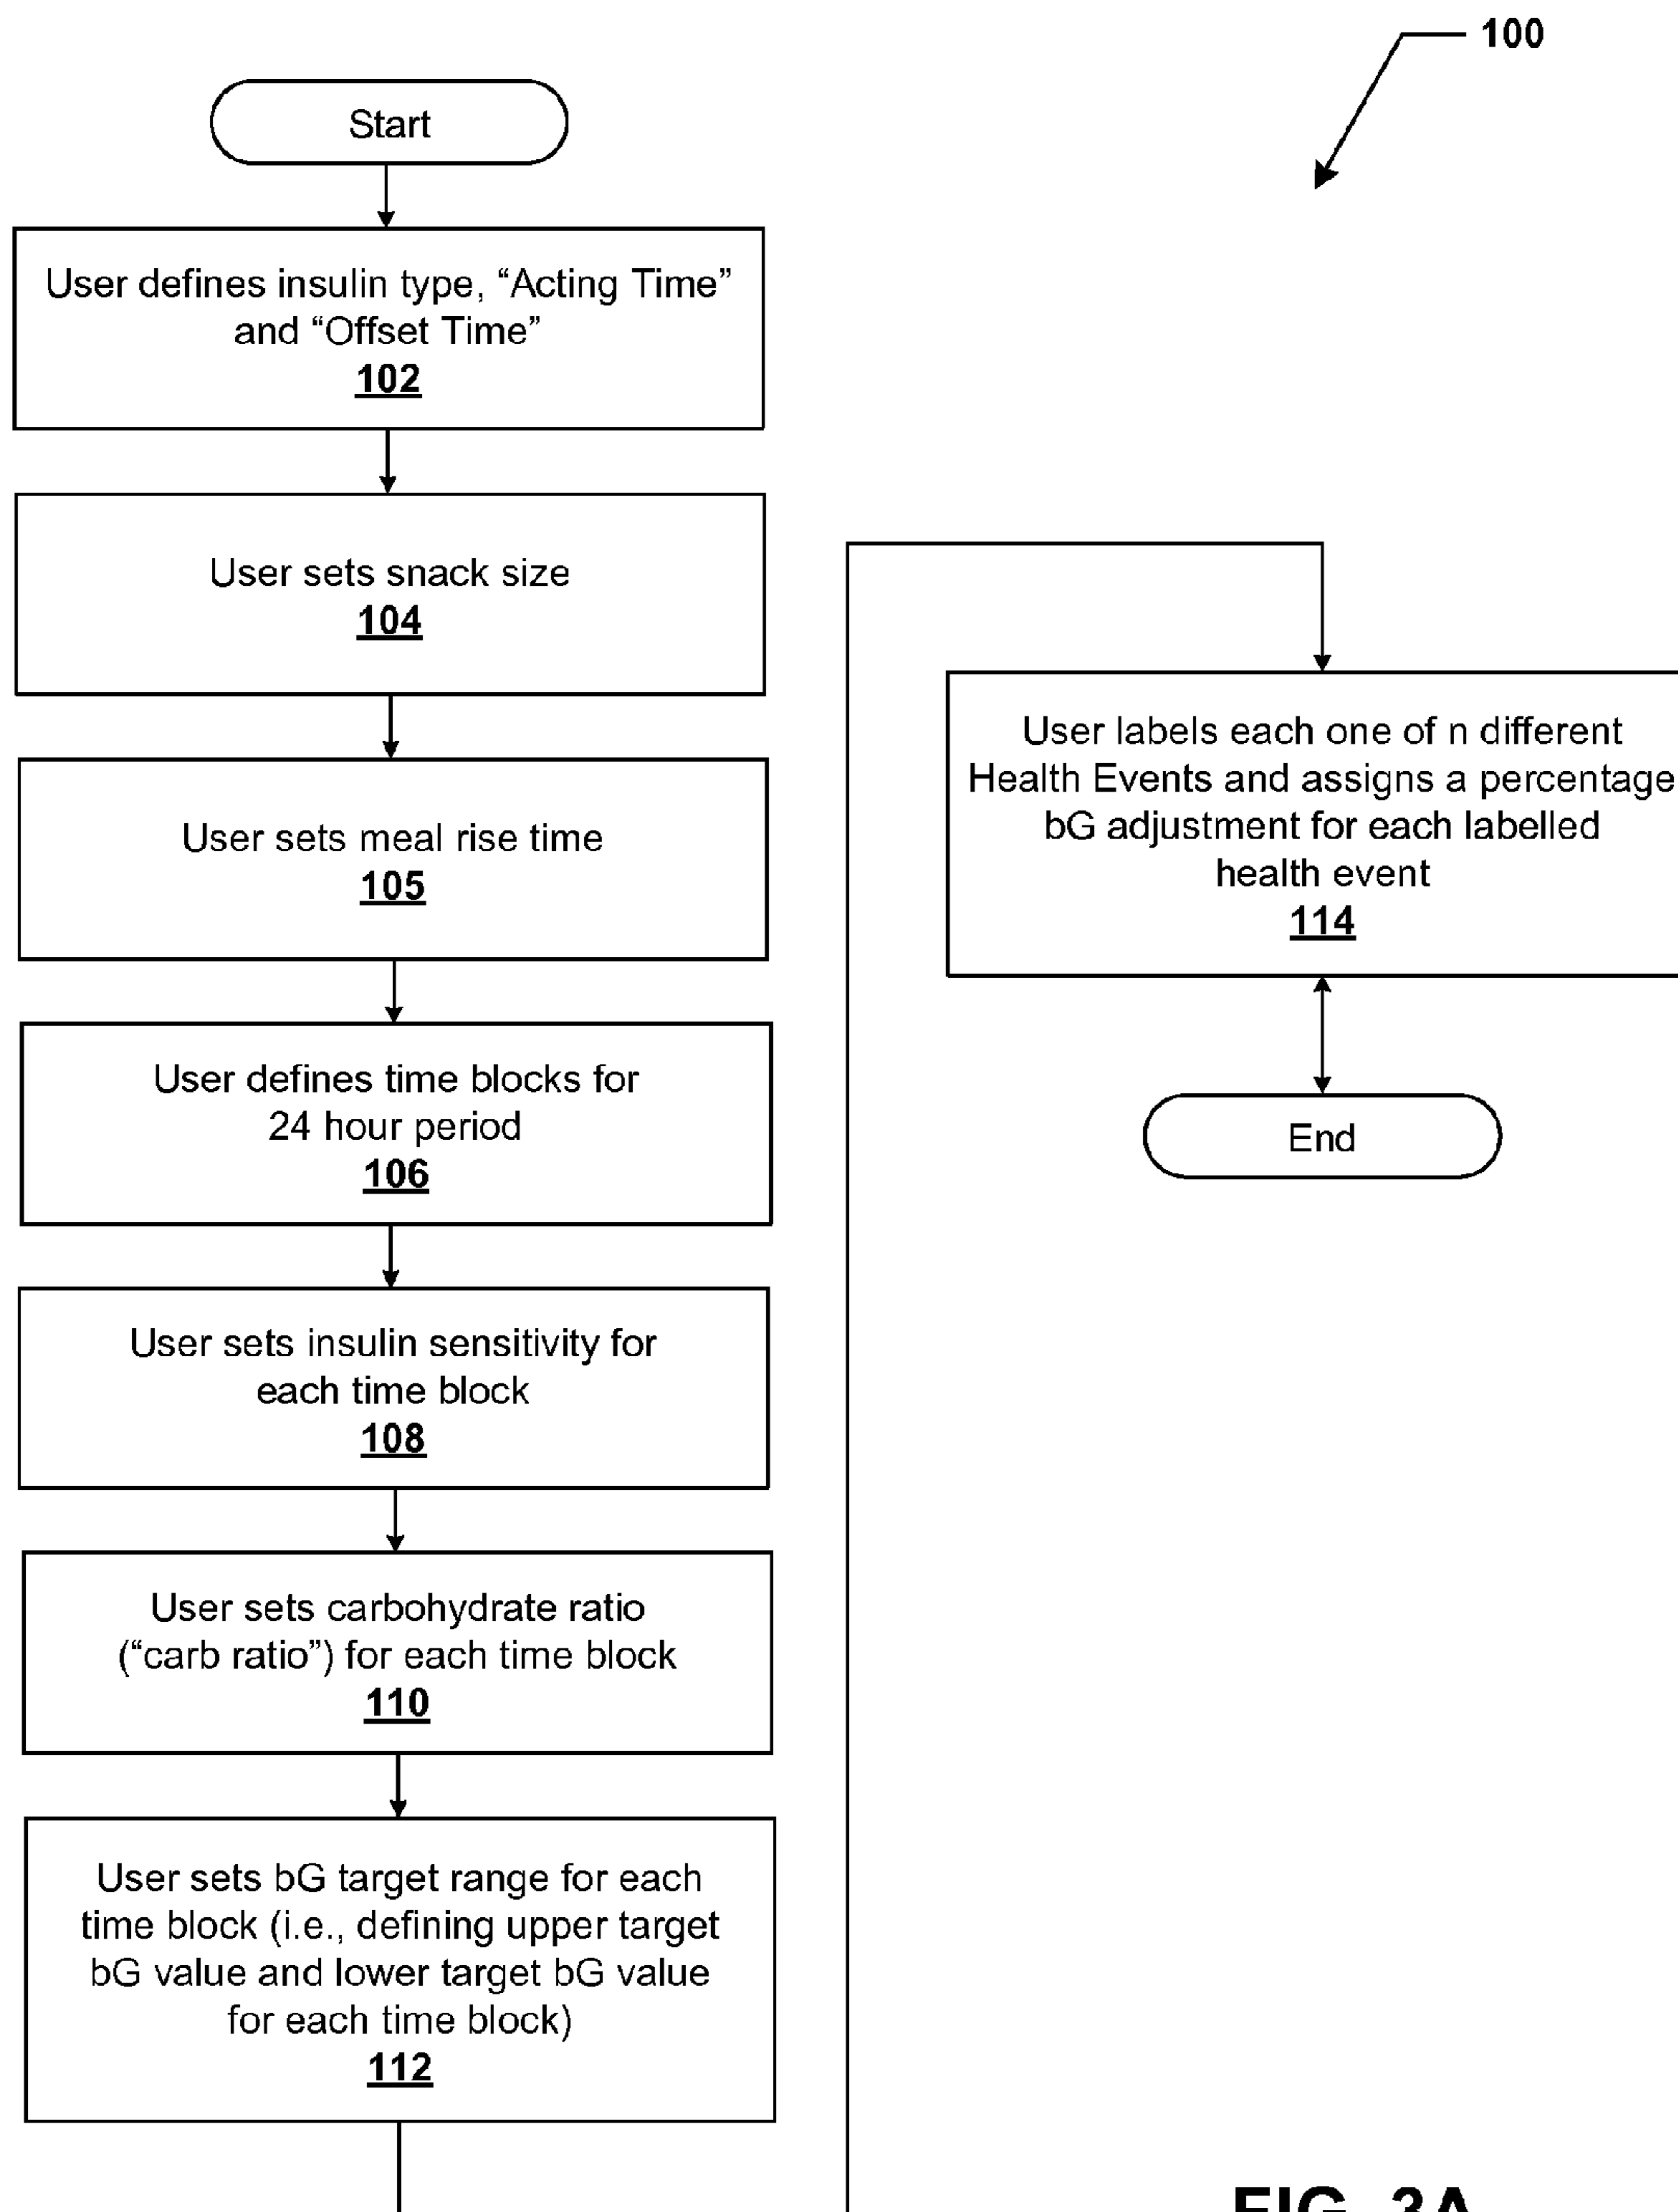 100
Start
User defines insulin type, “Acting Time”
and “Offset Time”
102
User sets snack size
104
User sets meal rise time
105
User defines time blocks for
24 hour period
106
User sets insulin sensitivity for
each time block
108
User sets carbohydrate ratio
(“carb ratio”) for each time block
110
User sets bG target range for each
time block (i.e., defining upper target
bG value and lower target bG value
for each time block)
112
User labels each one of n different
Health Events and assigns a percentage
bG adjustment for each labelled
health event
114
End
FIG. 3A